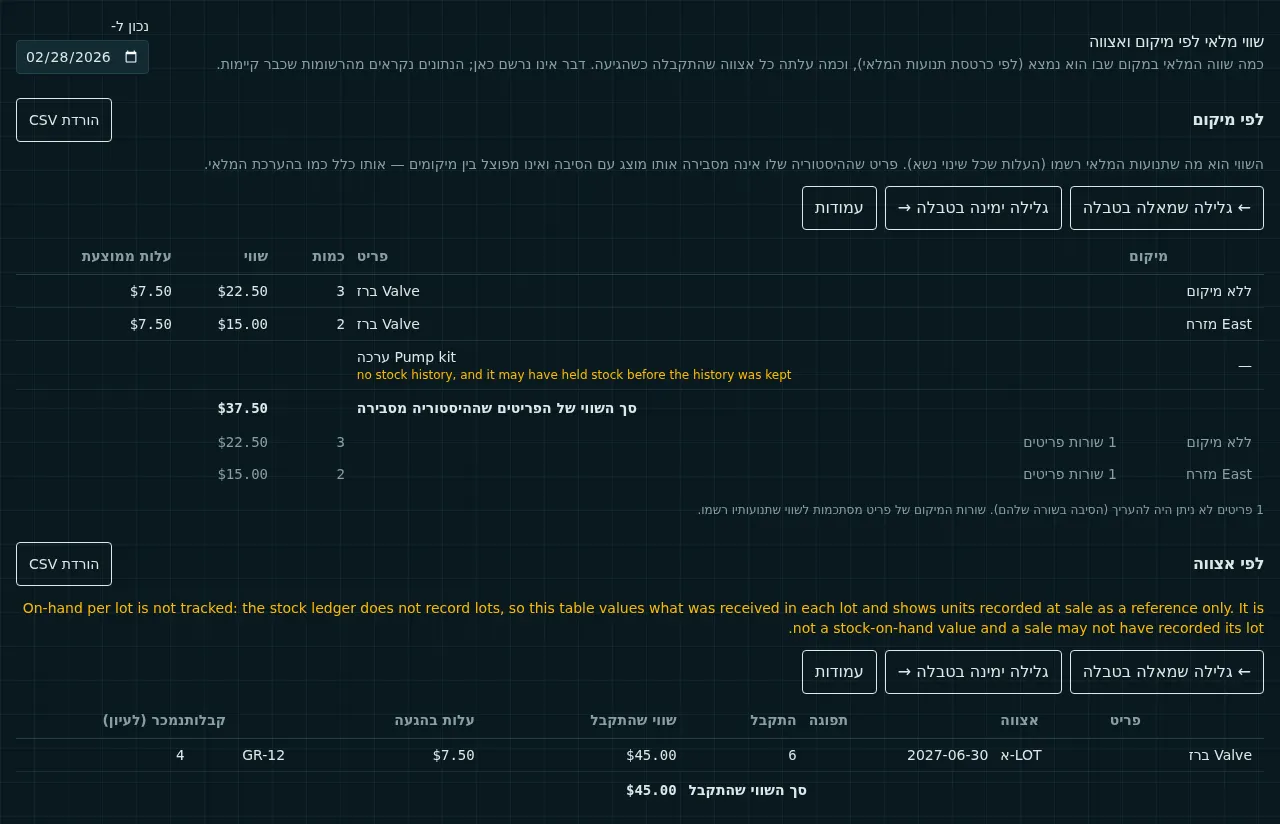 נכון ל-
02/28/2026
שווי מלאי לפי מיקום ואצווה
כמה שווה המלאי במקום שבו הוא נמצא (לפי כרטסת תנועות המלאי), וכמה עלתה כל אצווה שהתקבלה כשהגיעה. דבר אינו נרשם כאן; הנתונים נקראים מהרשומות שכבר קיימות.
לפי מיקום
הורדת CSV
השווי הוא מה שתנועות המלאי רשמו (העלות שכל שינוי נשא). פריט שההיסטוריה שלו אינה מסבירה אותו מוצג עם הסיבה ואינו מפוצל בין מיקומים — אותו כלל כמו בהערכת המלאי.
← גלילה שמאלה בטבלה
גלילה ימינה בטבלה →
עמודות
מיקום פריט כמות שווי עלות ממוצעת
ללא מיקום ברז Valve 3 $22.50 $7.50
מזרח East ברז Valve 2 $15.00 $7.50
— ערכה Pump kit
no stock history, and it may have held stock before the history was kept
סך השווי של הפריטים שההיסטוריה מסבירה $37.50
ללא מיקום 1 שורות פריטים 3 $22.50
מזרח East 1 שורות פריטים 2 $15.00
1 פריטים לא ניתן היה להעריך (הסיבה בשורה שלהם). שורות המיקום של פריט מסתכמות לשווי שתנועותיו רשמו.
לפי אצווה
הורדת CSV
On-hand per lot is not tracked: the stock ledger does not record lots, so this table values what was received in each lot and shows units recorded at sale as a reference only. It is
not a stock-on-hand value and a sale may not have recorded its lot.
← גלילה שמאלה בטבלה
גלילה ימינה בטבלה →
עמודות
פריט אצווה תפוגה התקבל שווי שהתקבל עלות בהגעה קבלות נמכר (לעיון)
ברז Valve LOT-א 2027-06-30 6 $45.00 $7.50 GR-12 4
סך השווי שהתקבל $45.00